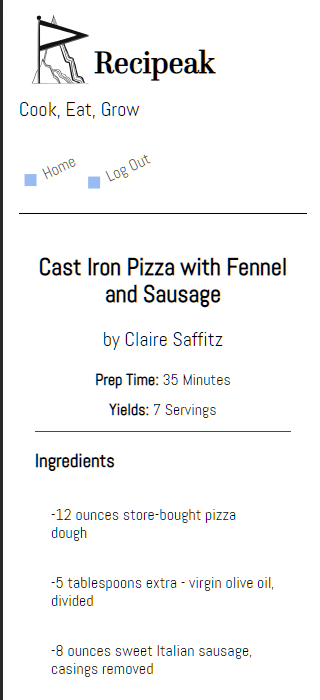 Recipeak
Cook, Eat, Grow
Home Log Out
Cast Iron Pizza with Fennel
and Sausage
by Claire Saffitz
Prep Time: 35 Minutes
Yields: 7 Servings
Ingredients
-12 ounces store-bought pizza
dough
-5 tablespoons extra - virgin olive oil,
divided
-8 ounces sweet Italian sausage,
casings removed